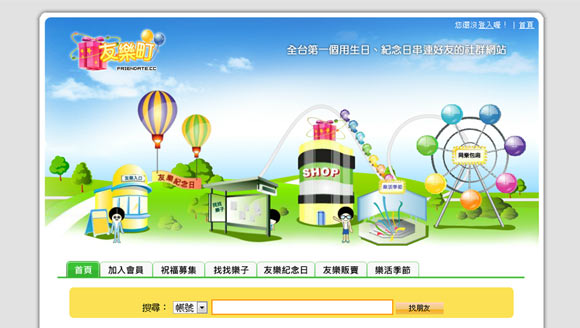 您還沒登入喔！ | 首頁
友樂町
FRIENDATE.CC
全台第一個用生日、紀念日串連好友的社群網站
友樂入口
友樂紀念日
找找樂子
SHOP
樂活季節
同樂包廂
首頁 加入會員 祝福募集 找找樂子 友樂紀念日 友樂販賣 樂活季節
搜尋： 帳號 找朋友